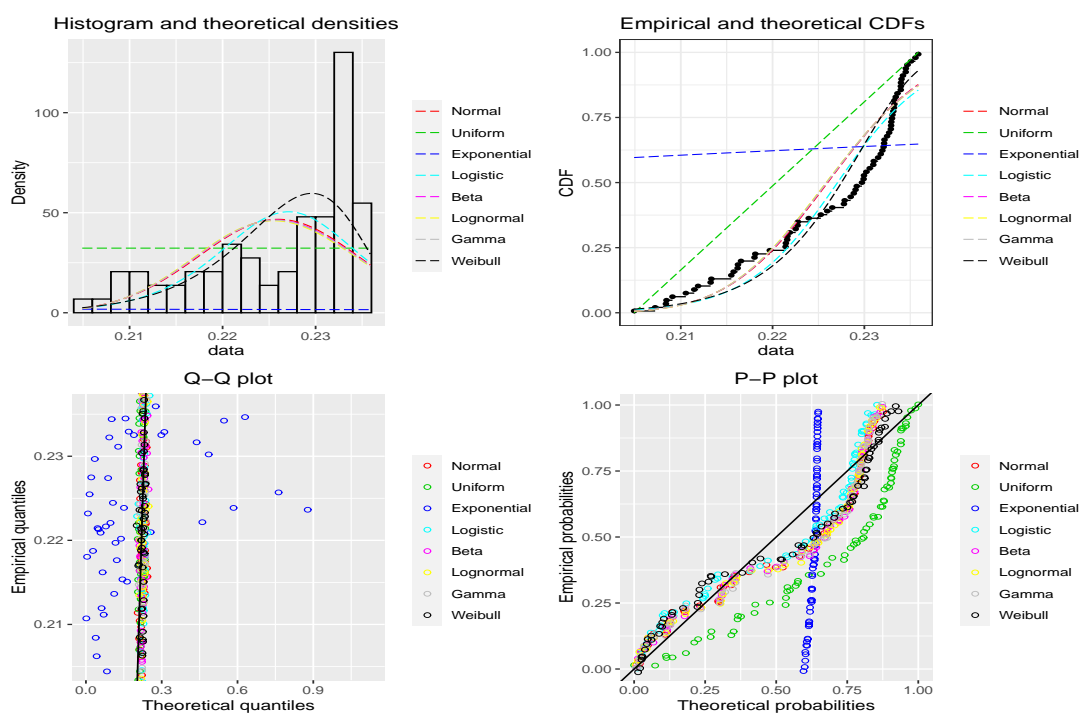 Histogram and theoretical densities
Density
100
50
0
0.21
0.22
0.23
data
Normal
Uniform
Exponential
Logistic
Beta
Lognormal
Gamma
Weibull
Empirical and theoretical CDFs
CDF
1.00
0.75
0.50
0.25
0.00
0.21
0.22
0.23
data
Normal
Uniform
Exponential
Logistic
Beta
Lognormal
Gamma
Weibull
Q−Q plot
Empirical quantiles
0.23
0.22
0.21
0.0
0.3
0.6
0.9
Theoretical quantiles
Normal
Uniform
Exponential
Logistic
Beta
Lognormal
Gamma
Weibull
P−P plot
Empirical probabilities
1.00
0.75
0.50
0.25
0.00
0.00
0.25
0.50
0.75
1.00
Theoretical probabilities
Normal
Uniform
Exponential
Logistic
Beta
Lognormal
Gamma
Weibull